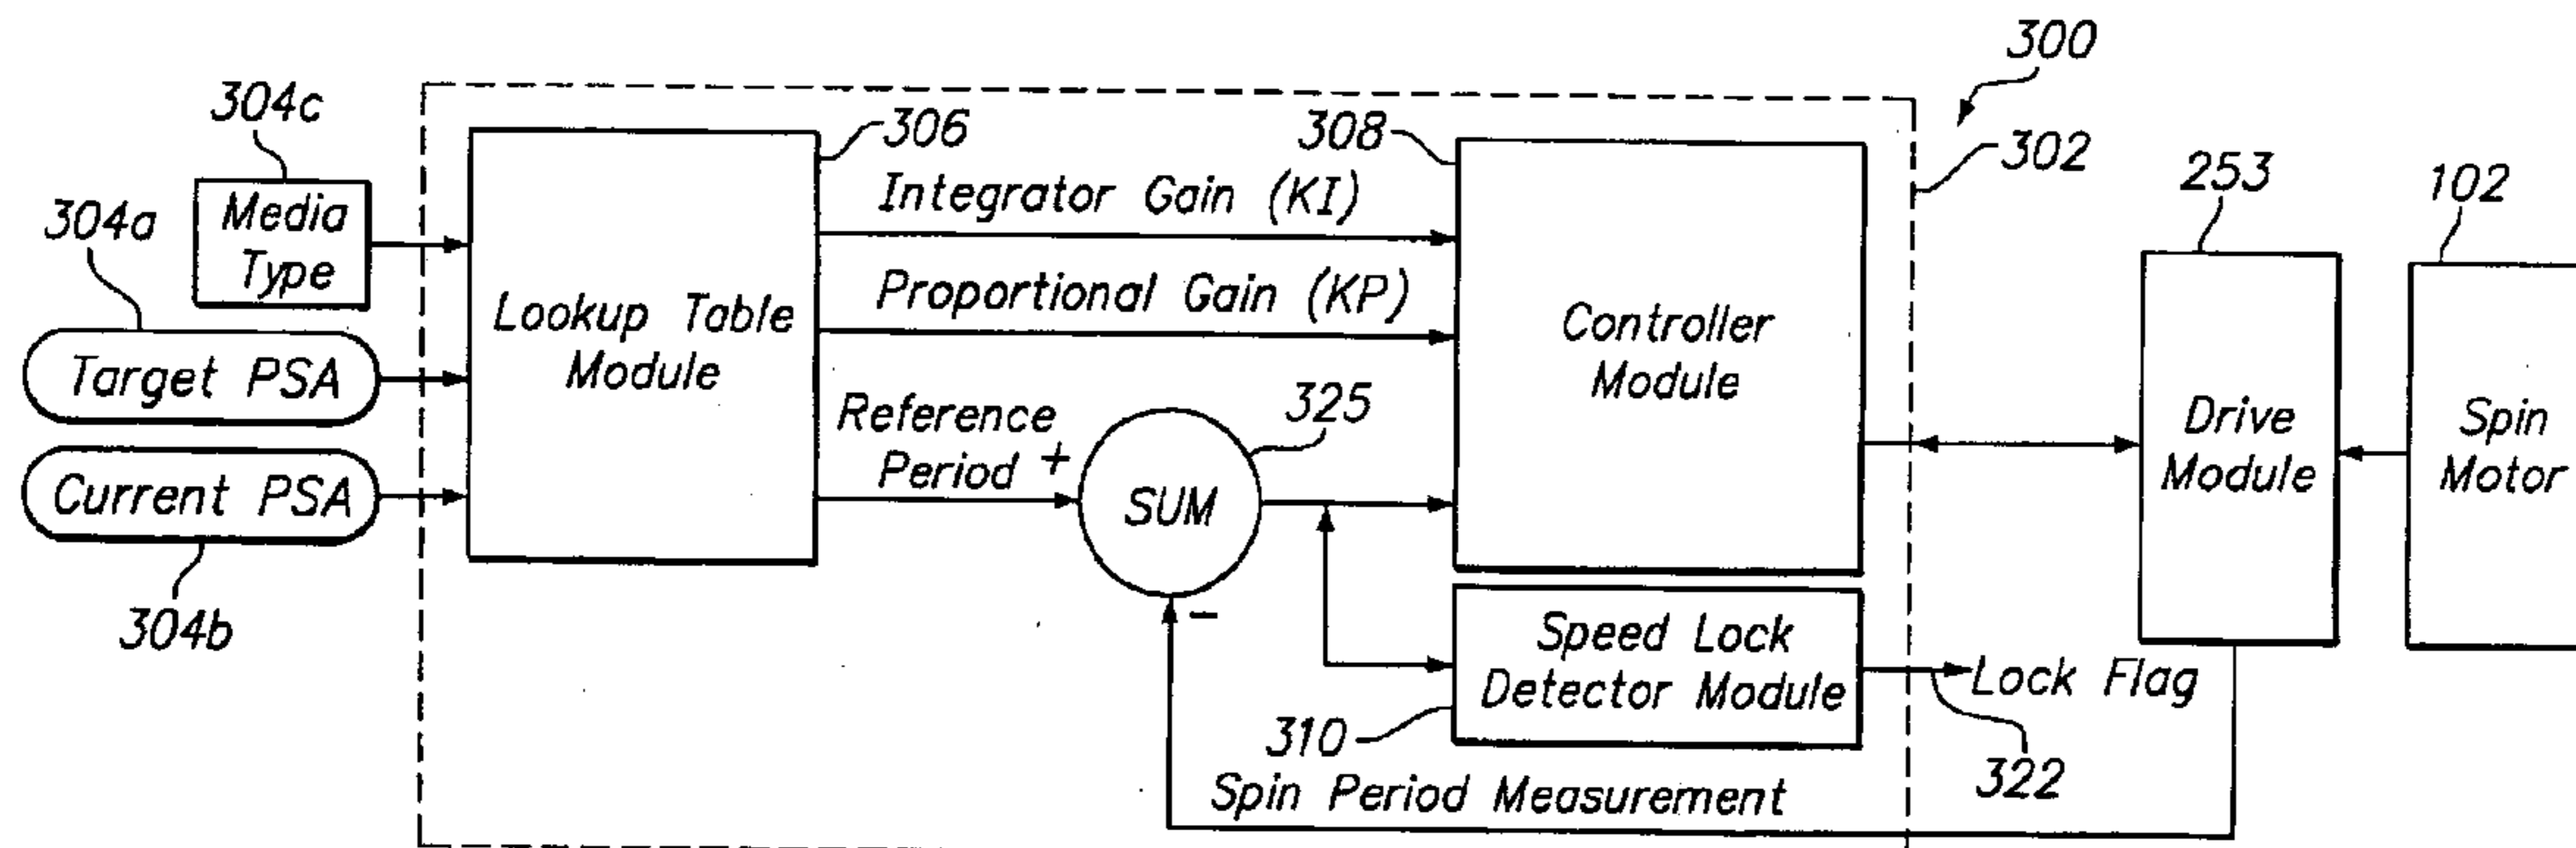 300
304c
306
308
302
253
102
Media
Type
304a
Integrator Gain (KI)
Target PSA
Lookup Table
Module
Proportional Gain (KP)
Controller
Module
Reference
Period +
325
Drive
Module
Spin
Motor
Current PSA
SUM
304b
-
Speed Lock
Detector Module
Lock Flag
310
322
Spin Period Measurement